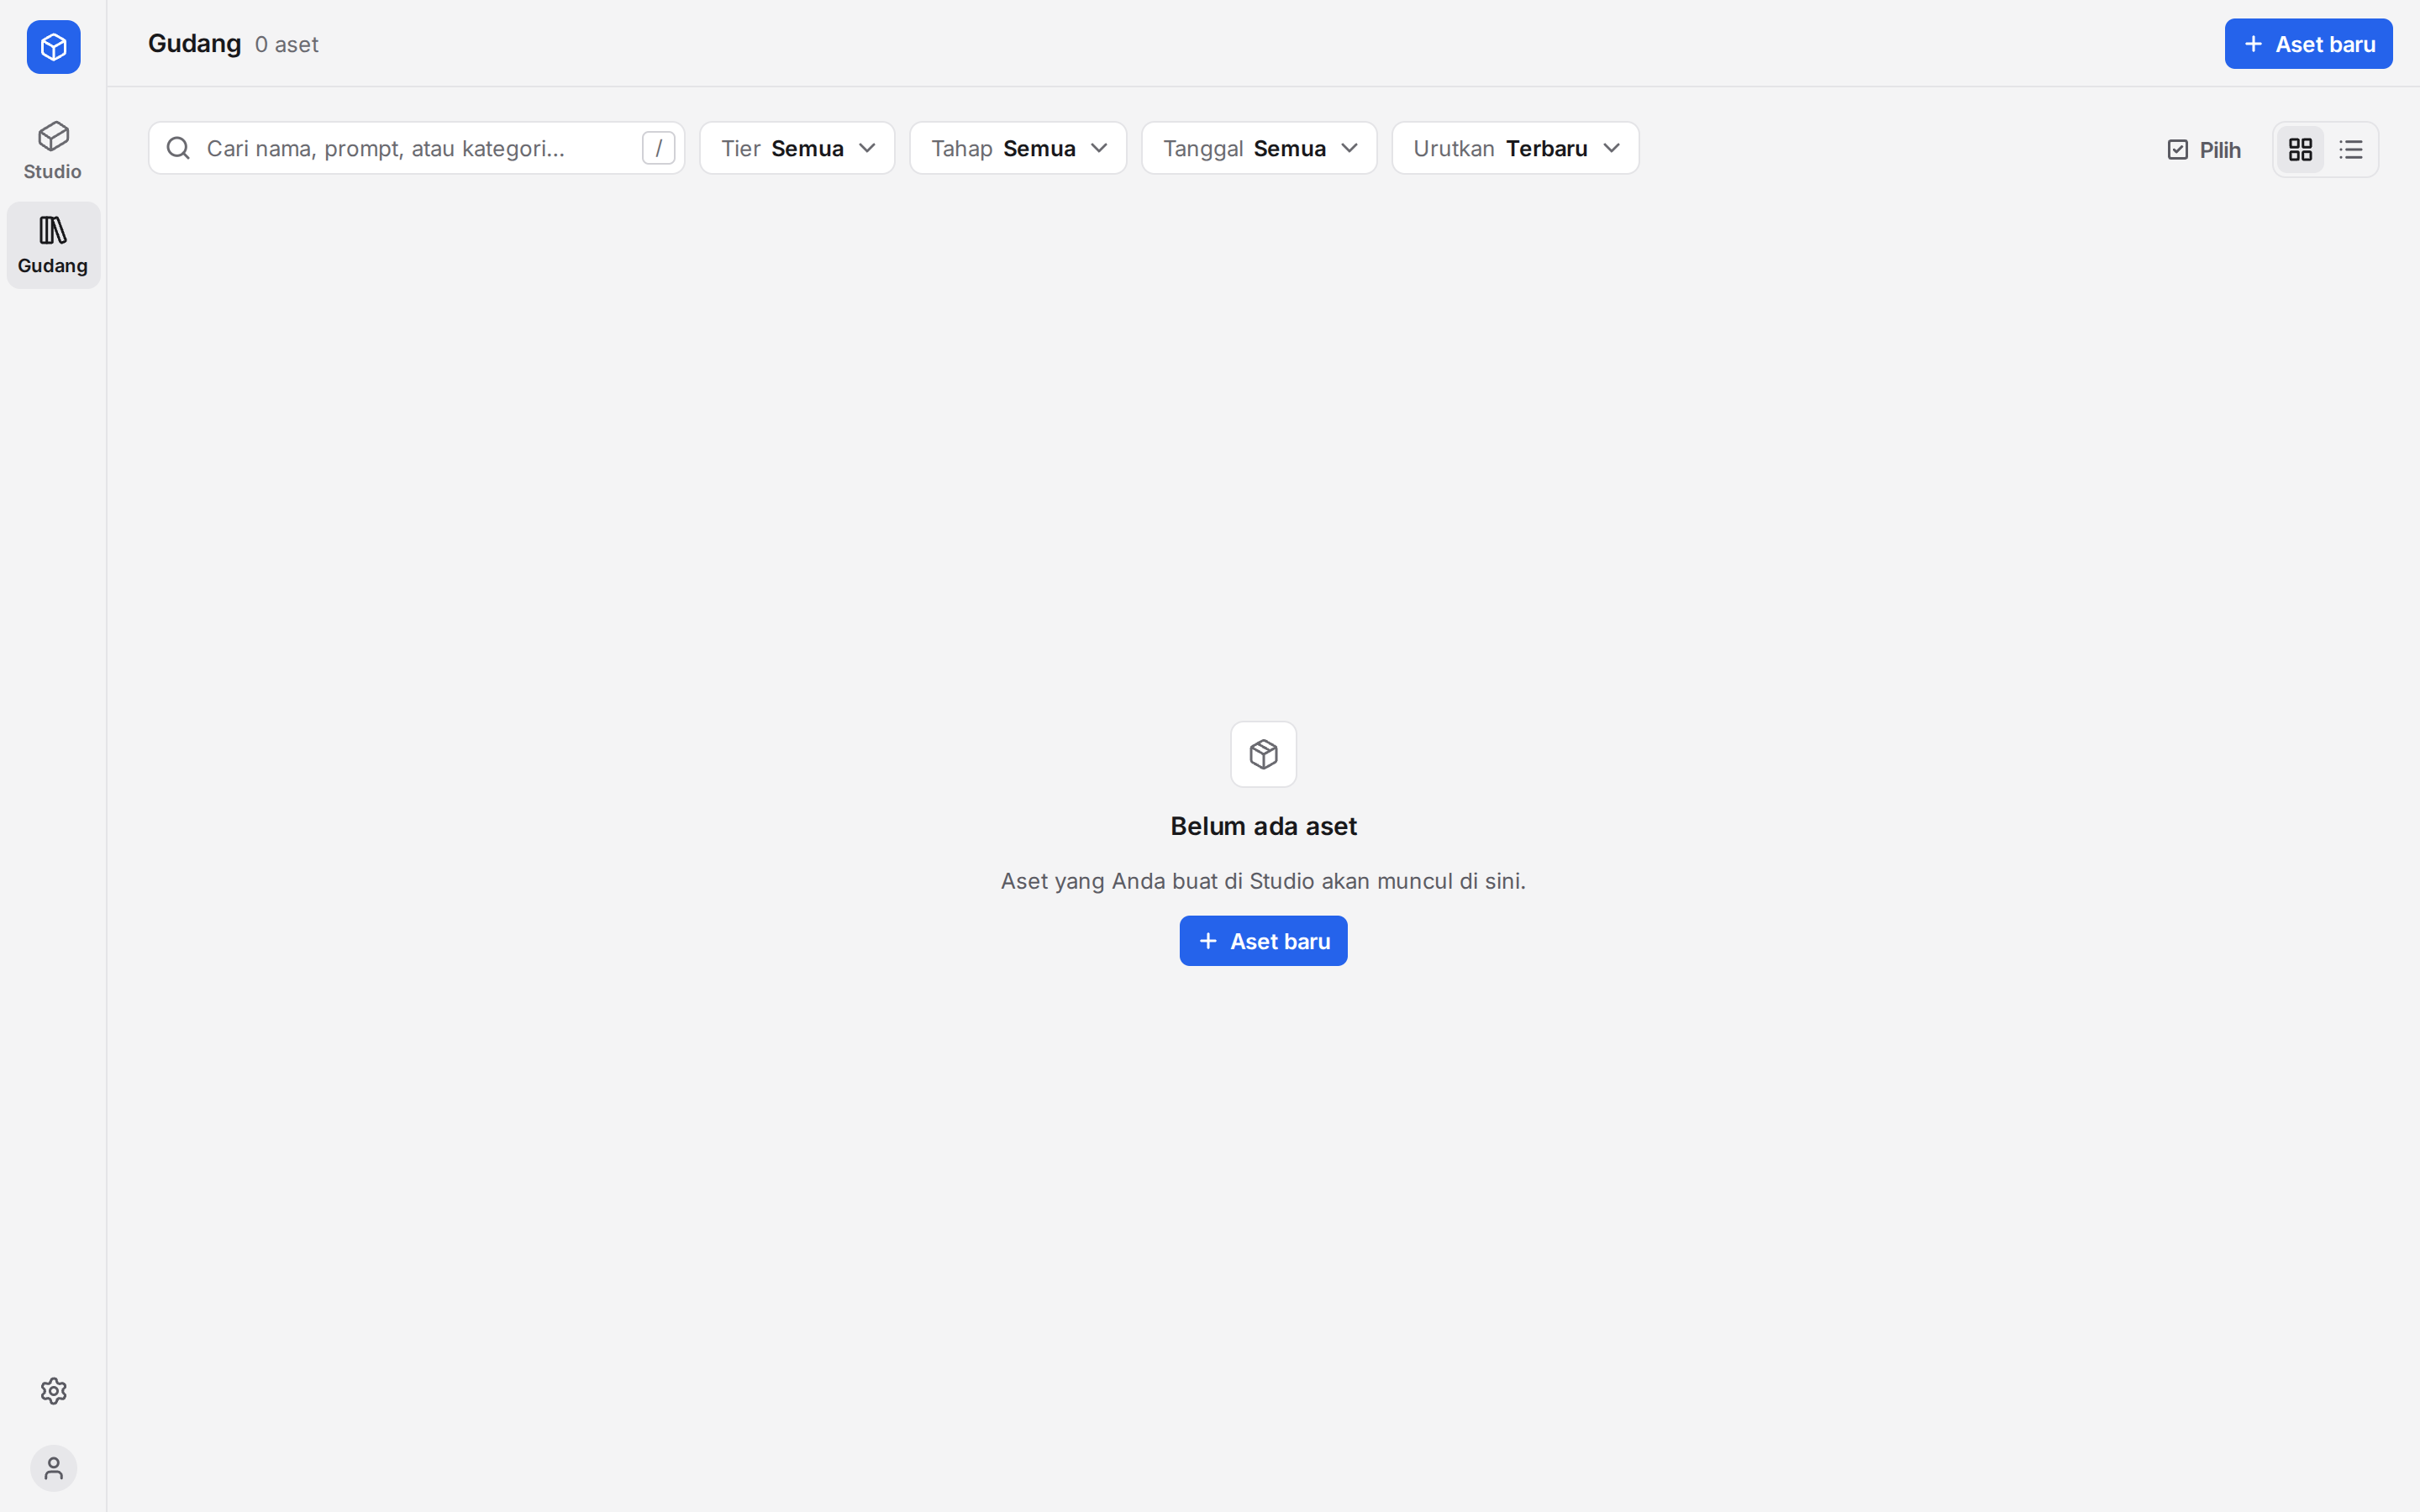 Gudang 0 aset
+ Aset baru
Studio
Gudang
Cari nama, prompt, atau kategori... /
Tier Semua
Tahap Semua
Tanggal Semua
Urutkan Terbaru
Pilih
Belum ada aset
Aset yang Anda buat di Studio akan muncul di sini.
+ Aset baru